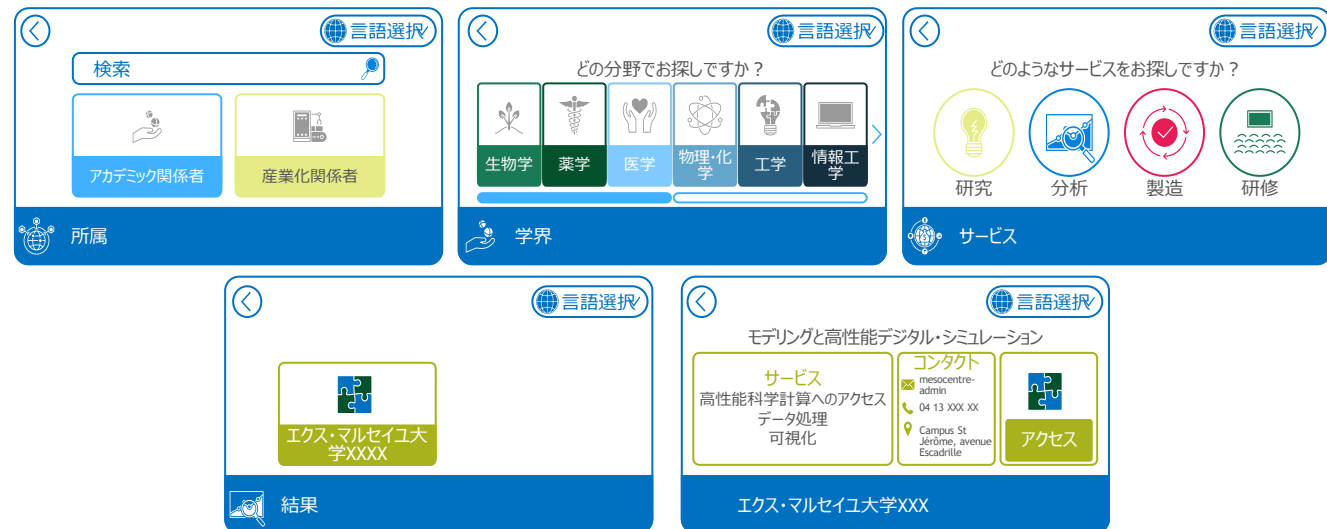 言語選択
検索
アカデミック関係者
産業化関係者
所属
言語選択
どの分野でお探しですか？
生物学
薬学
医学
物理・化
学
工学
情報工
学
学界
言語選択
どのようなサービスをお探しですか？
研究
分析
製造
研修
サービス
言語選択
エクス・マルセイユ大
学XXXX
結果
言語選択
モデリングと高性能デジタル・シミュレーション
サービス
高性能科学計算へのアクセス
データ処理
可視化
コンタクト
mesocentre-
admin
04 13 XXX XX
Campus St
Jérôme, avenue
Escadrille
アクセス
エクス・マルセイユ大学XXX